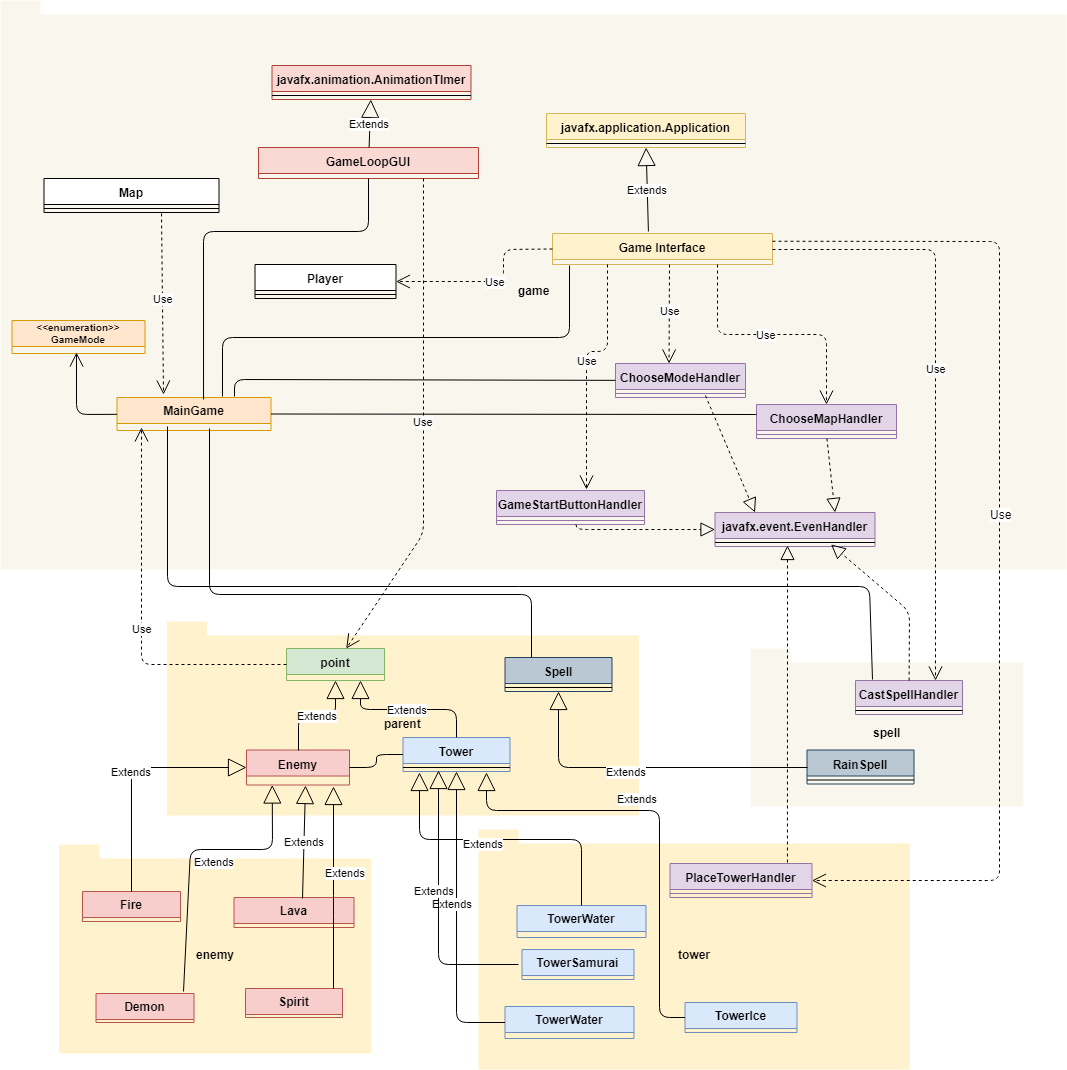 javafx.animation.AnimationTImer
Extends
javafx.application.Application
GameLoopGUI
Map
Extends
Game Interface
Player
Use
game
Use
Use
<<enumeration>>
GameMode
Use
Use
Use
ChooseModeHandler
MainGame
ChooseMapHandler
Use
GameStartButtonHandler
Use
javafx.event.EvenHandler
Use
point
Spell
CastSpellHandler
Extends
Extends
parent
spell
Enemy
Tower
RainSpell
Extends
Extends
Extends
Extends
Extends
Extends
Extends
PlaceTowerHandler
Extends
Extends
Fire
Lava
TowerWater
enemy
tower
TowerSamurai
Demon
Spirit
TowerWater
TowerIce